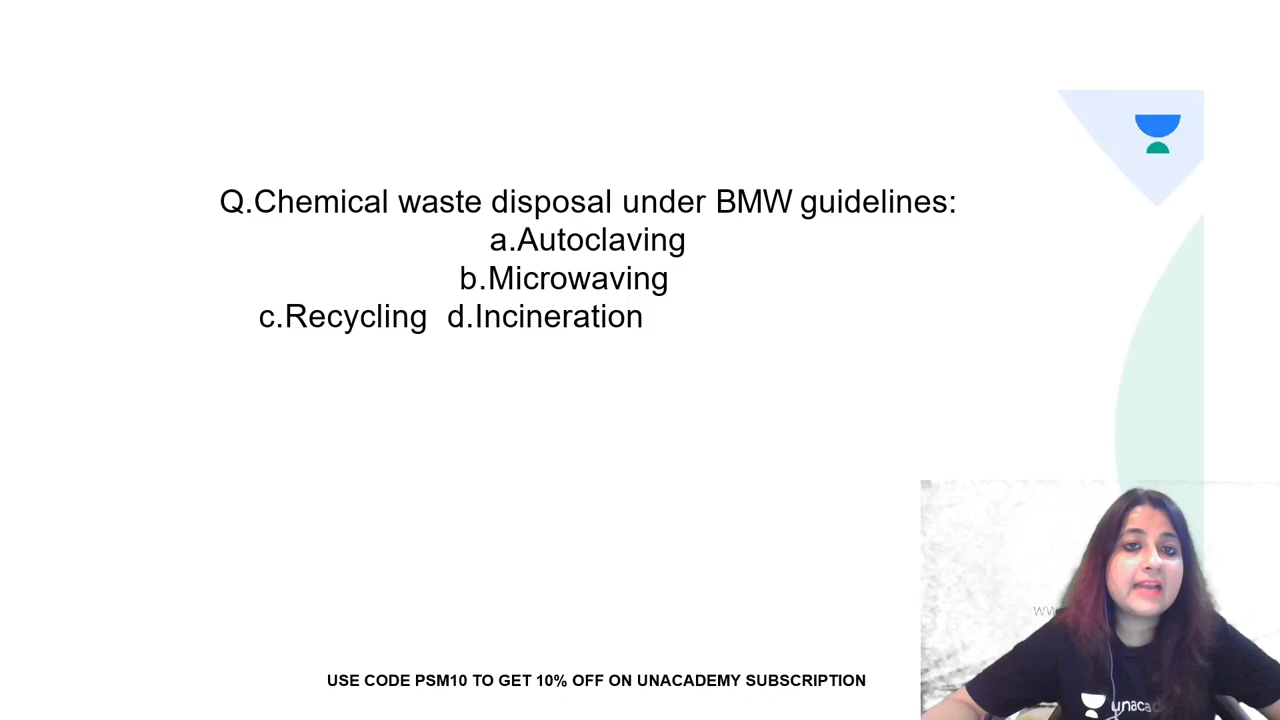 Q.Chemical waste disposal under BMW guidelines:
a.Autoclaving
b.Microwaving
c.Recycling d.Incineration
USE CODE PSM10 TO GET 10% OFF ON UNACADEMY SUBSCRIPTION